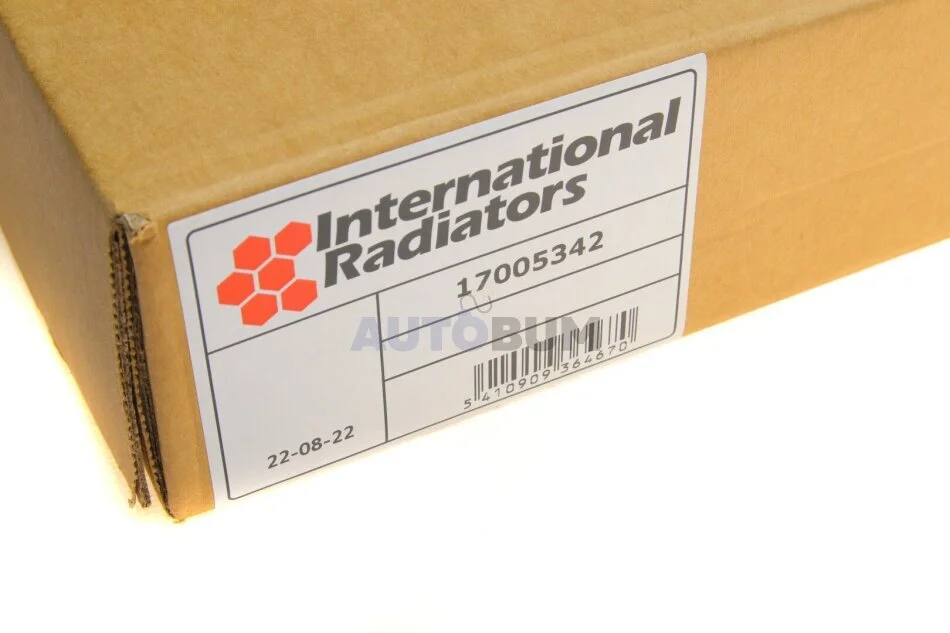 International
Radiators
17005342
AUTOBUM
5 410909 364670
22-08-22